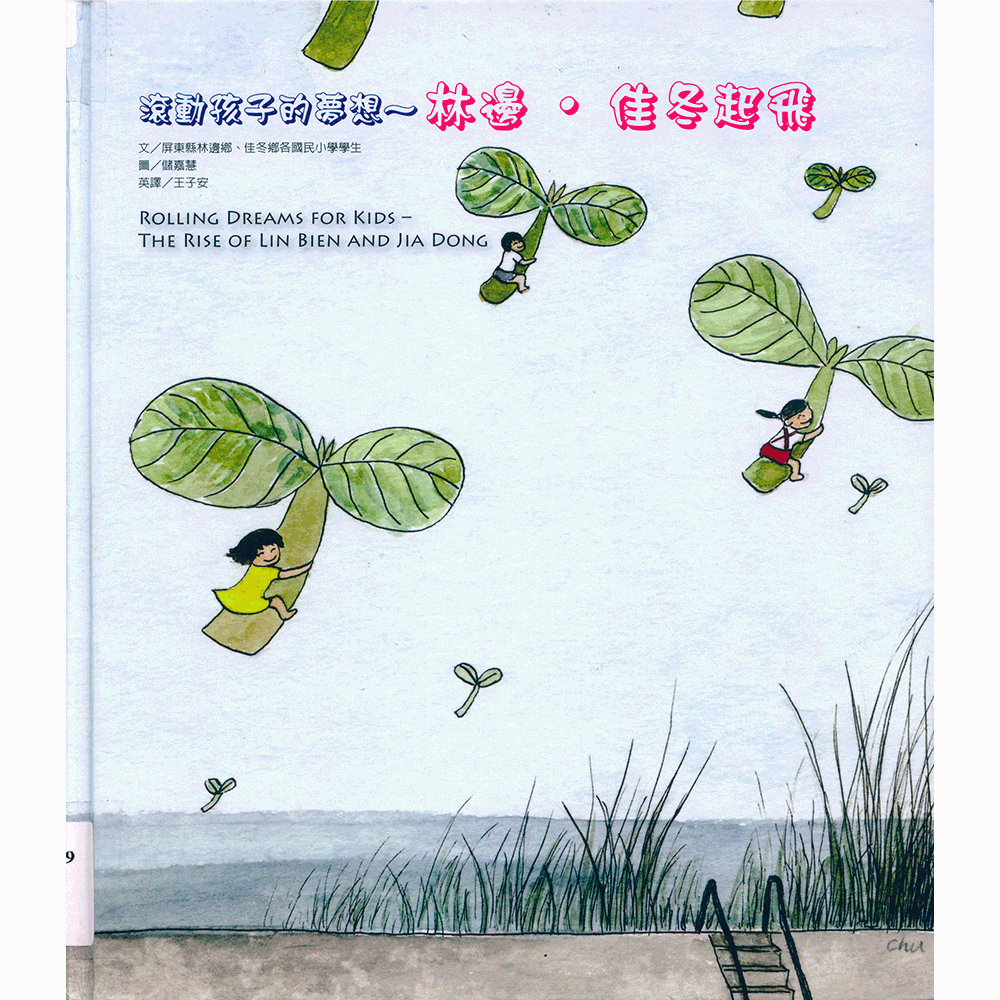 滾動孩子的夢想～林邊・佳冬起飛
文／屏東縣林邊鄉、佳冬鄉各國民小學學生
圖／儲嘉慧
英譯／王子安
ROLLING DREAMS FOR KIDS –
THE RISE OF LIN BIEN AND JIA DONG
9
Chu